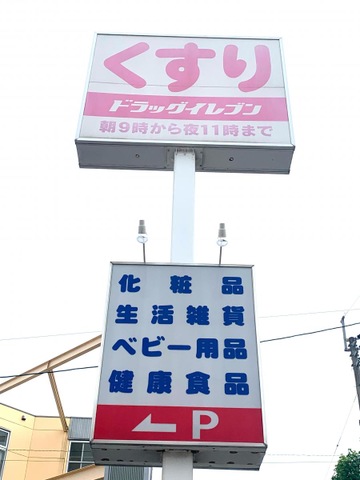 くすり
ドラッグイレブン
朝9時から夜11時まで
化粧品
生活雑貨
ベビー用品
健康食品
←P